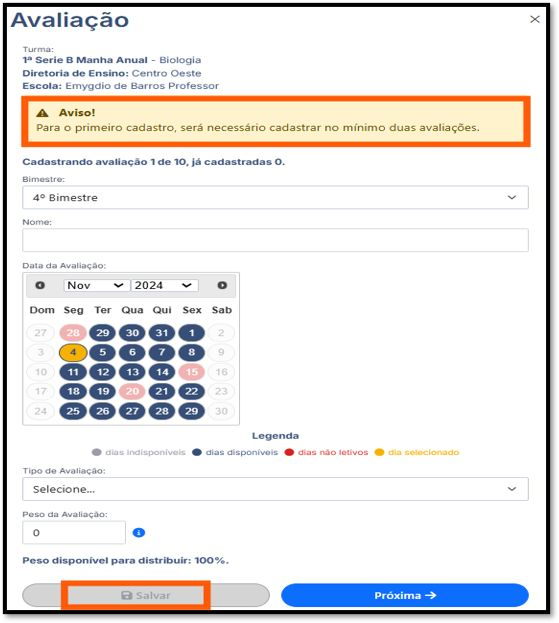 Avaliação
Turma:
1ª Serie B Manha Anual - Biologia
Diretoria de Ensino: Centro Oeste
Escola: Emygdio de Barros Professor
Aviso!
Para o primeiro cadastro, será necessário cadastrar no mínimo duas avaliações.
Cadastrando avaliação 1 de 10, já cadastradas 0.
Bimestre:
4º Bimestre
Nome:
Data da Avaliação:
Nov 2024
Dom Seg Ter Qua Qui Sex Sab
27 28 29 30 31 1 2
3 4 5 6 7 8 9
10 11 12 13 14 15 16
17 18 19 20 21 22 23
24 25 26 27 28 29 30
Legenda
dias indisponíveis dias disponíveis dias não letivos dia selecionado
Tipo de Avaliação:
Selecione...
Peso da Avaliação:
0
Peso disponível para distribuir: 100%.
Salvar Próxima →